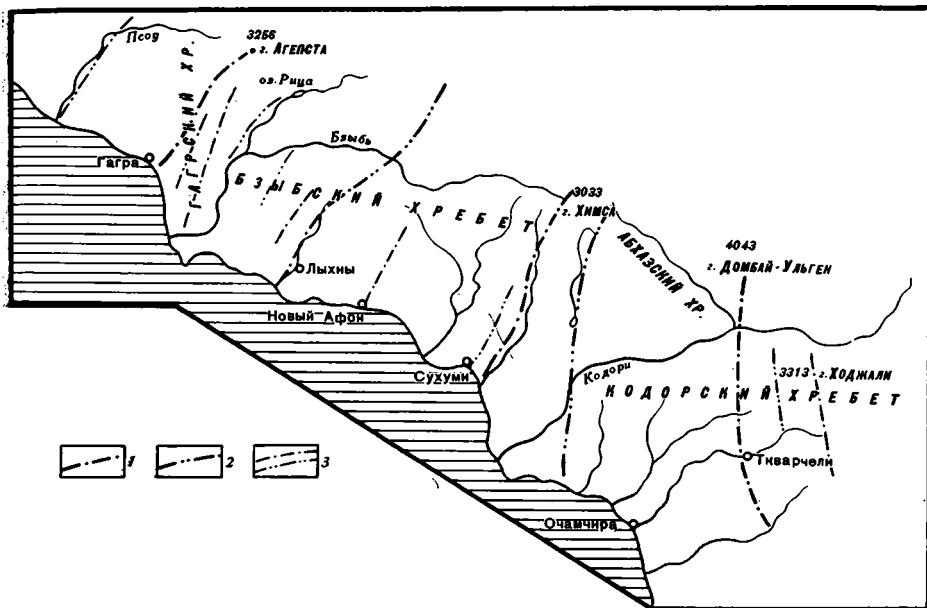 Псоу
3256
г. АГЕПСТА
ГАГРСКИЙ ХР.
оз. Рица
Гагра
Бзыбь
БЗЫБСКИЙ ХРЕБЕТ
3033
г. ХИМСА
АБХАЗСКИЙ ХР.
4043
г. ДОМБАЙ-УЛЬГЕН
Лыхны
Новый Афон
Сухуми
Кодори
3313 г. ХОДЖАЛИ
КОДОРСКИЙ ХРЕБЕТ
Ткварчели
Очамчира
1
2
3